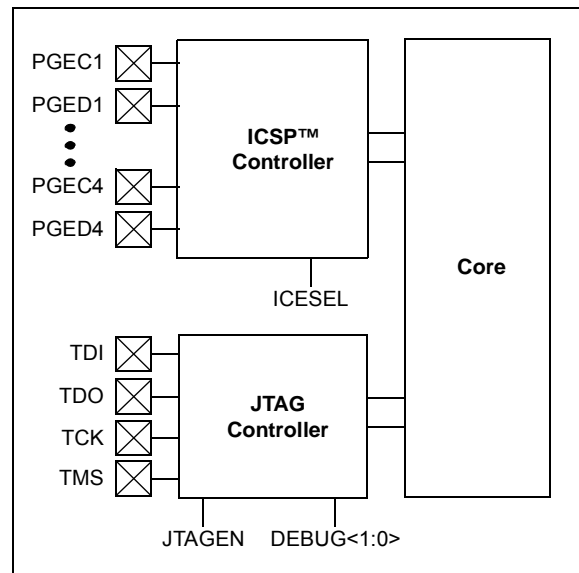 PGEC1
PGED1
PGEC4
PGED4
ICSP™
Controller
ICESEL
Core
TDI
TDO
TCK
TMS
JTAG
Controller
JTAGEN
DEBUG<1:0>